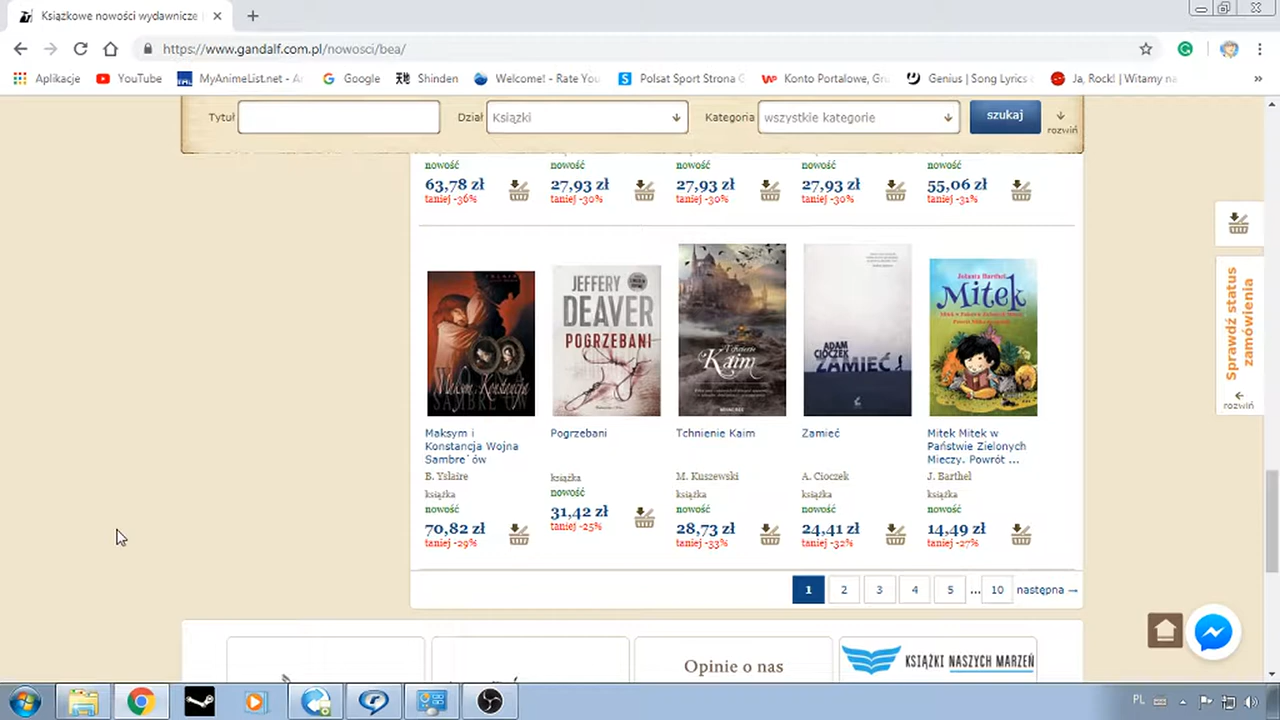 Książkowe nowości wydawnicze
https://www.gandalf.com.pl/nowosci/bea/
Aplikacje YouTube MyAnimeList.net - Ar Google Shinden Welcome! - Rate You Polsat Sport Strona G Konto Portalowe, Gru Genius | Song Lyrics Ja, Rock! | Witamy na »
Tytuł Dział Książki Kategoria wszystkie kategorie szukaj rozwiń
nowość nowość nowość nowość nowość
63,78 zł 27,93 zł 27,93 zł 27,93 zł 55,06 zł
taniej -36% taniej -30% taniej -30% taniej -30% taniej -31%
JEFFERY
DEAVER
POGRZEBANI
Tchnienie
Kaim
ADAM
CIOCZEK
ZAMIEĆ
Jolanta Barthel
Mitek
Maksym i Konstancja
SAMBRE
Maksym i
Konstancja Wojna
Sambre`ów
B. Yslaire
książka
nowość
70,82 zł
taniej -29%
Pogrzebani
książka
nowość
31,42 zł
taniej -25%
Tchnienie Kaim
M. Kuszewski
książka
nowość
28,73 zł
taniej -33%
Zamieć
A. Cioczek
książka
nowość
24,41 zł
taniej -32%
Mitek Mitek w
Państwie Zielonych
Mieczy. Powrót ...
J. Barthel
książka
nowość
14,49 zł
taniej -27%
1 2 3 4 5 ... 10 następna →
Sprawdź status
zamówienia
rozwiń
Opinie o nas
KSIĄŻKI NASZYCH MARZEŃ
PL